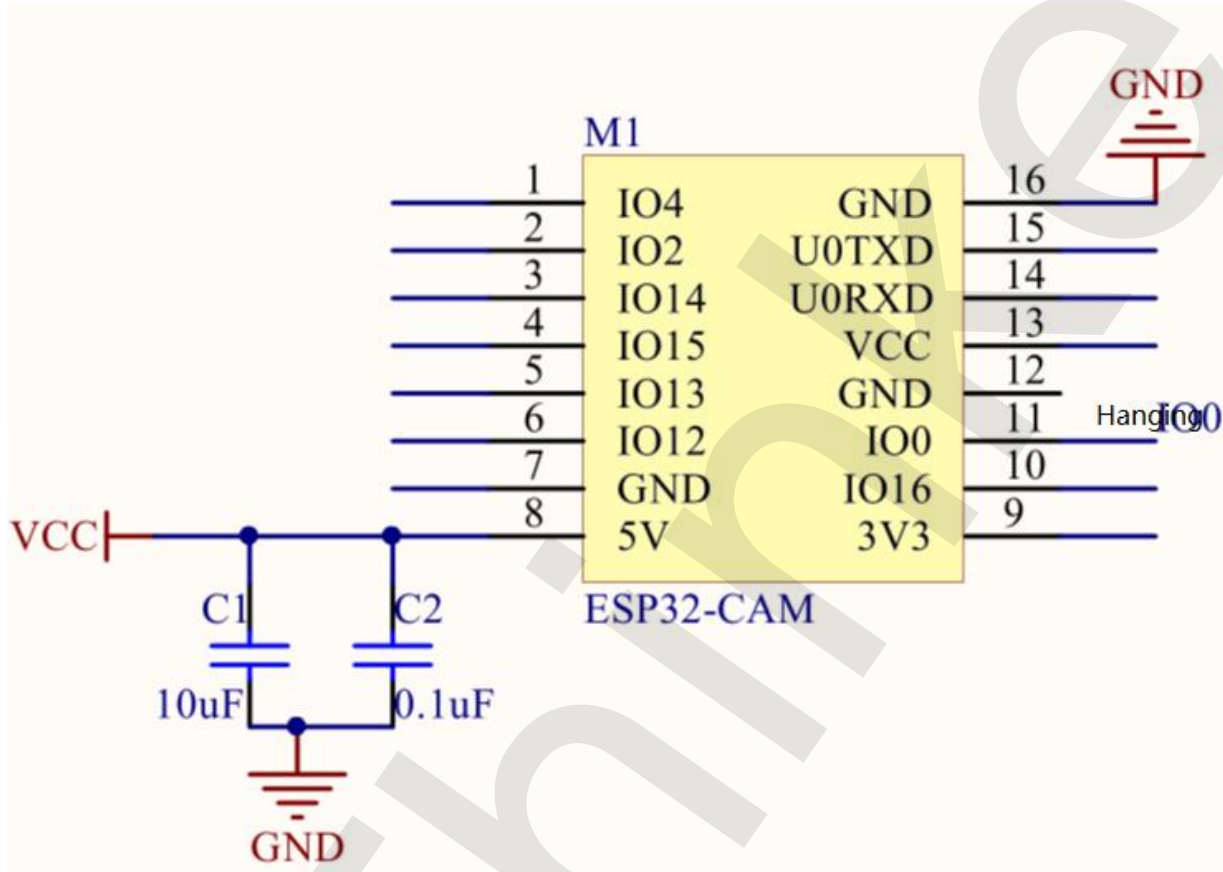 GND
M1
1 IO4 GND 16
2 IO2 U0TXD 15
3 IO14 U0RXD 14
4 IO15 VCC 13
5 IO13 GND 12
6 IO12 IO0 11 Hanging IO0
7 GND IO16 10
8 5V 3V3 9
VCC
ESP32-CAM
C1 C2
10uF 0.1uF
GND